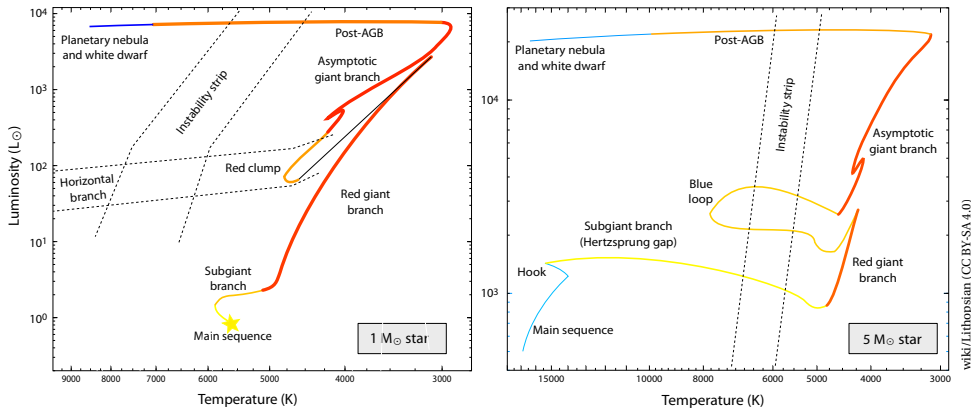 10⁴
10³
10²
10¹
10⁰
Luminosity (L☉)
Planetary nebula
and white dwarf
Post-AGB
Asymptotic
giant branch
Instability strip
Red clump
Horizontal
branch
Red giant
branch
Subgiant
branch
Main sequence
1 M☉ star
9000
8000
7000
6000
5000
4000
3000
Temperature (K)
10⁴
10³
Planetary nebula
and white dwarf
Post-AGB
Instability strip
Asymptotic
giant branch
Blue
loop
Subgiant branch
(Hertzsprung gap)
Red giant
branch
Hook
Main sequence
5 M☉ star
15000
10000
9000
8000
7000
6000
5000
4000
3000
Temperature (K)
wiki/Lithopsian (CC BY-SA 4.0)